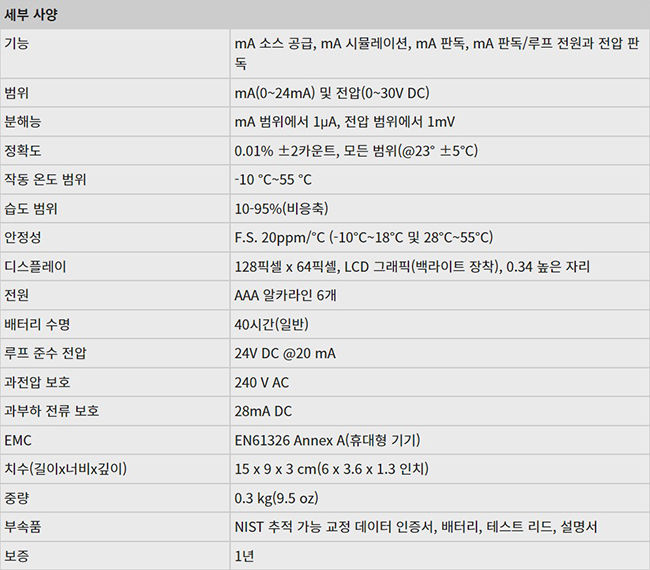 세부 사양
기능 mA 소스 공급, mA 시뮬레이션, mA 판독, mA 판독/루프 전원과 전압 판
독
범위 mA(0~24mA) 및 전압(0~30V DC)
분해능 mA 범위에서 1µA, 전압 범위에서 1mV
정확도 0.01% ±2카운트, 모든 범위(@23° ±5℃)
작동 온도 범위 -10 ℃~55 ℃
습도 범위 10-95%(비응축)
안정성 F.S. 20ppm/℃ (-10℃~18℃ 및 28℃~55℃)
디스플레이 128픽셀 x 64픽셀, LCD 그래픽(백라이트 장착), 0.34 높은 자리
전원 AAA 알카라인 6개
배터리 수명 40시간(일반)
루프 준수 전압 24V DC @20 mA
과전압 보호 240 V AC
과부하 전류 보호 28mA DC
EMC EN61326 Annex A(휴대형 기기)
치수(길이x너비x깊이) 15 x 9 x 3 cm(6 x 3.6 x 1.3 인치)
중량 0.3 kg(9.5 oz)
부속품 NIST 추적 가능 교정 데이터 인증서, 배터리, 테스트 리드, 설명서
보증 1년